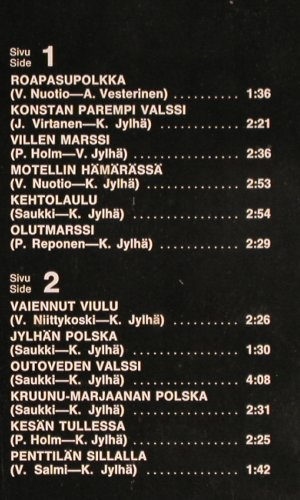 Sivu
Side 1
ROAPASUPOLKKA
(V. Nuotio—A. Vesterinen) .......... 1:36
KONSTAN PAREMPI VALSSI
(J. Virtanen—K. Jylhä) .............. 2:21
VILLEN MARSSI
(P. Holm—V. Jylhä) ................. 2:36
MOTELLIN HÄMÄRÄSSÄ
(V. Nuotio—K. Jylhä) ............... 2:53
KEHTOLAULU
(Saukki—K. Jylhä) .................. 2:54
OLUTMARSSI
(P. Reponen—K. Jylhä) ............. 2:29
Sivu
Side 2
VAIENNUT VIULU
(V. Niittykoski—K. Jylhä) ........... 2:26
JYLHÄN POLSKA
(Saukki—K. Jylhä) .................. 1:30
OUTOVEDEN VALSSI
(Saukki—K. Jylhä) .................. 4:08
KRUUNU-MARJAANAN POLSKA
(Saukki—K. Jylhä) .................. 2:31
KESÄN TULLESSA
(P. Holm—K. Jylhä) ................. 2:25
PENTTILÄN SILLALLA
(V. Salmi—K. Jylhä) ................ 1:42